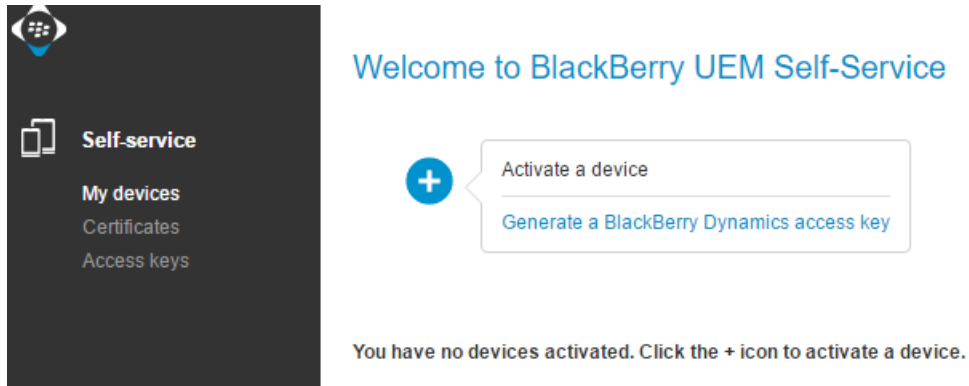 Self-service
My devices
Certificates
Access keys
Welcome to BlackBerry UEM Self-Service
Activate a device
Generate a BlackBerry Dynamics access key
You have no devices activated. Click the + icon to activate a device.